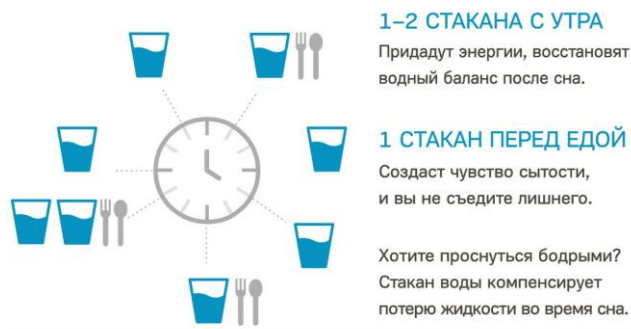 1–2 СТАКАНА С УТРА
Придадут энергии, восстановят
водный баланс после сна.
1 СТАКАН ПЕРЕД ЕДОЙ
Создаст чувство сытости,
и вы не съедите лишнего.
Хотите проснуться бодрыми?
Стакан воды компенсирует
потерю жидкости во время сна.